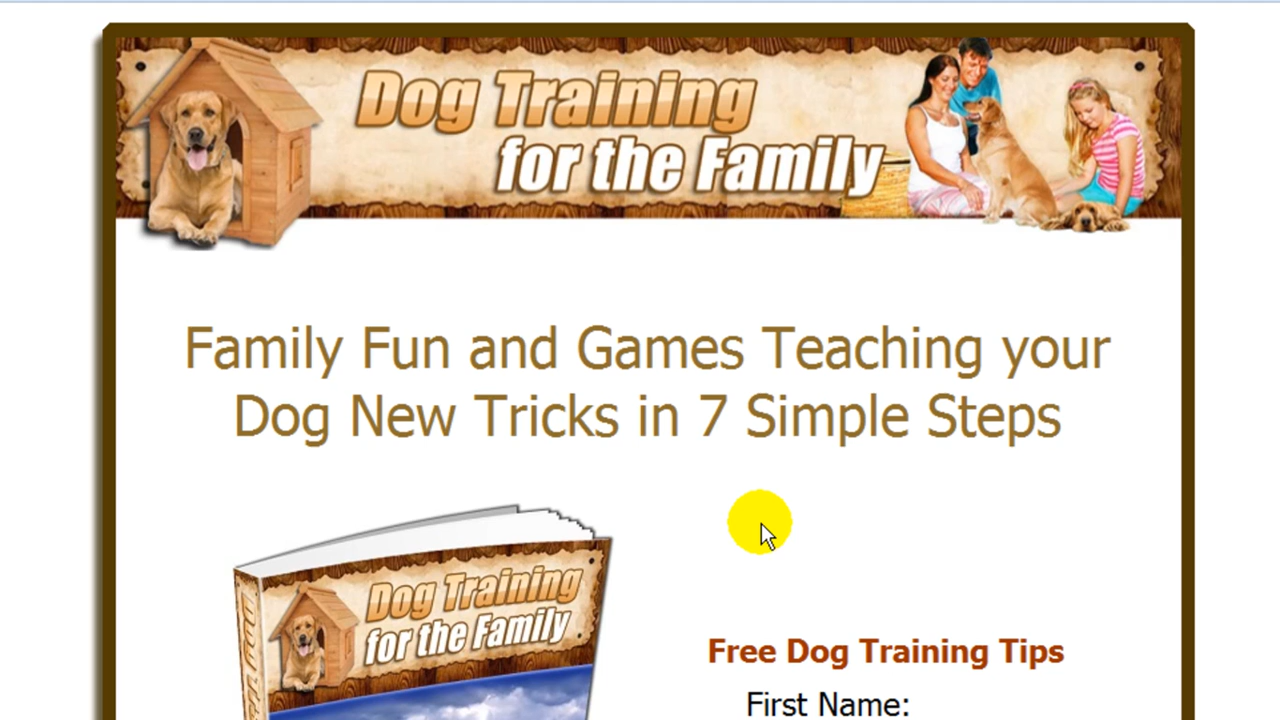 Dog Training
for the Family
Family Fun and Games Teaching your
Dog New Tricks in 7 Simple Steps
Dog Training
for the Family
Free Dog Training Tips
First Name: